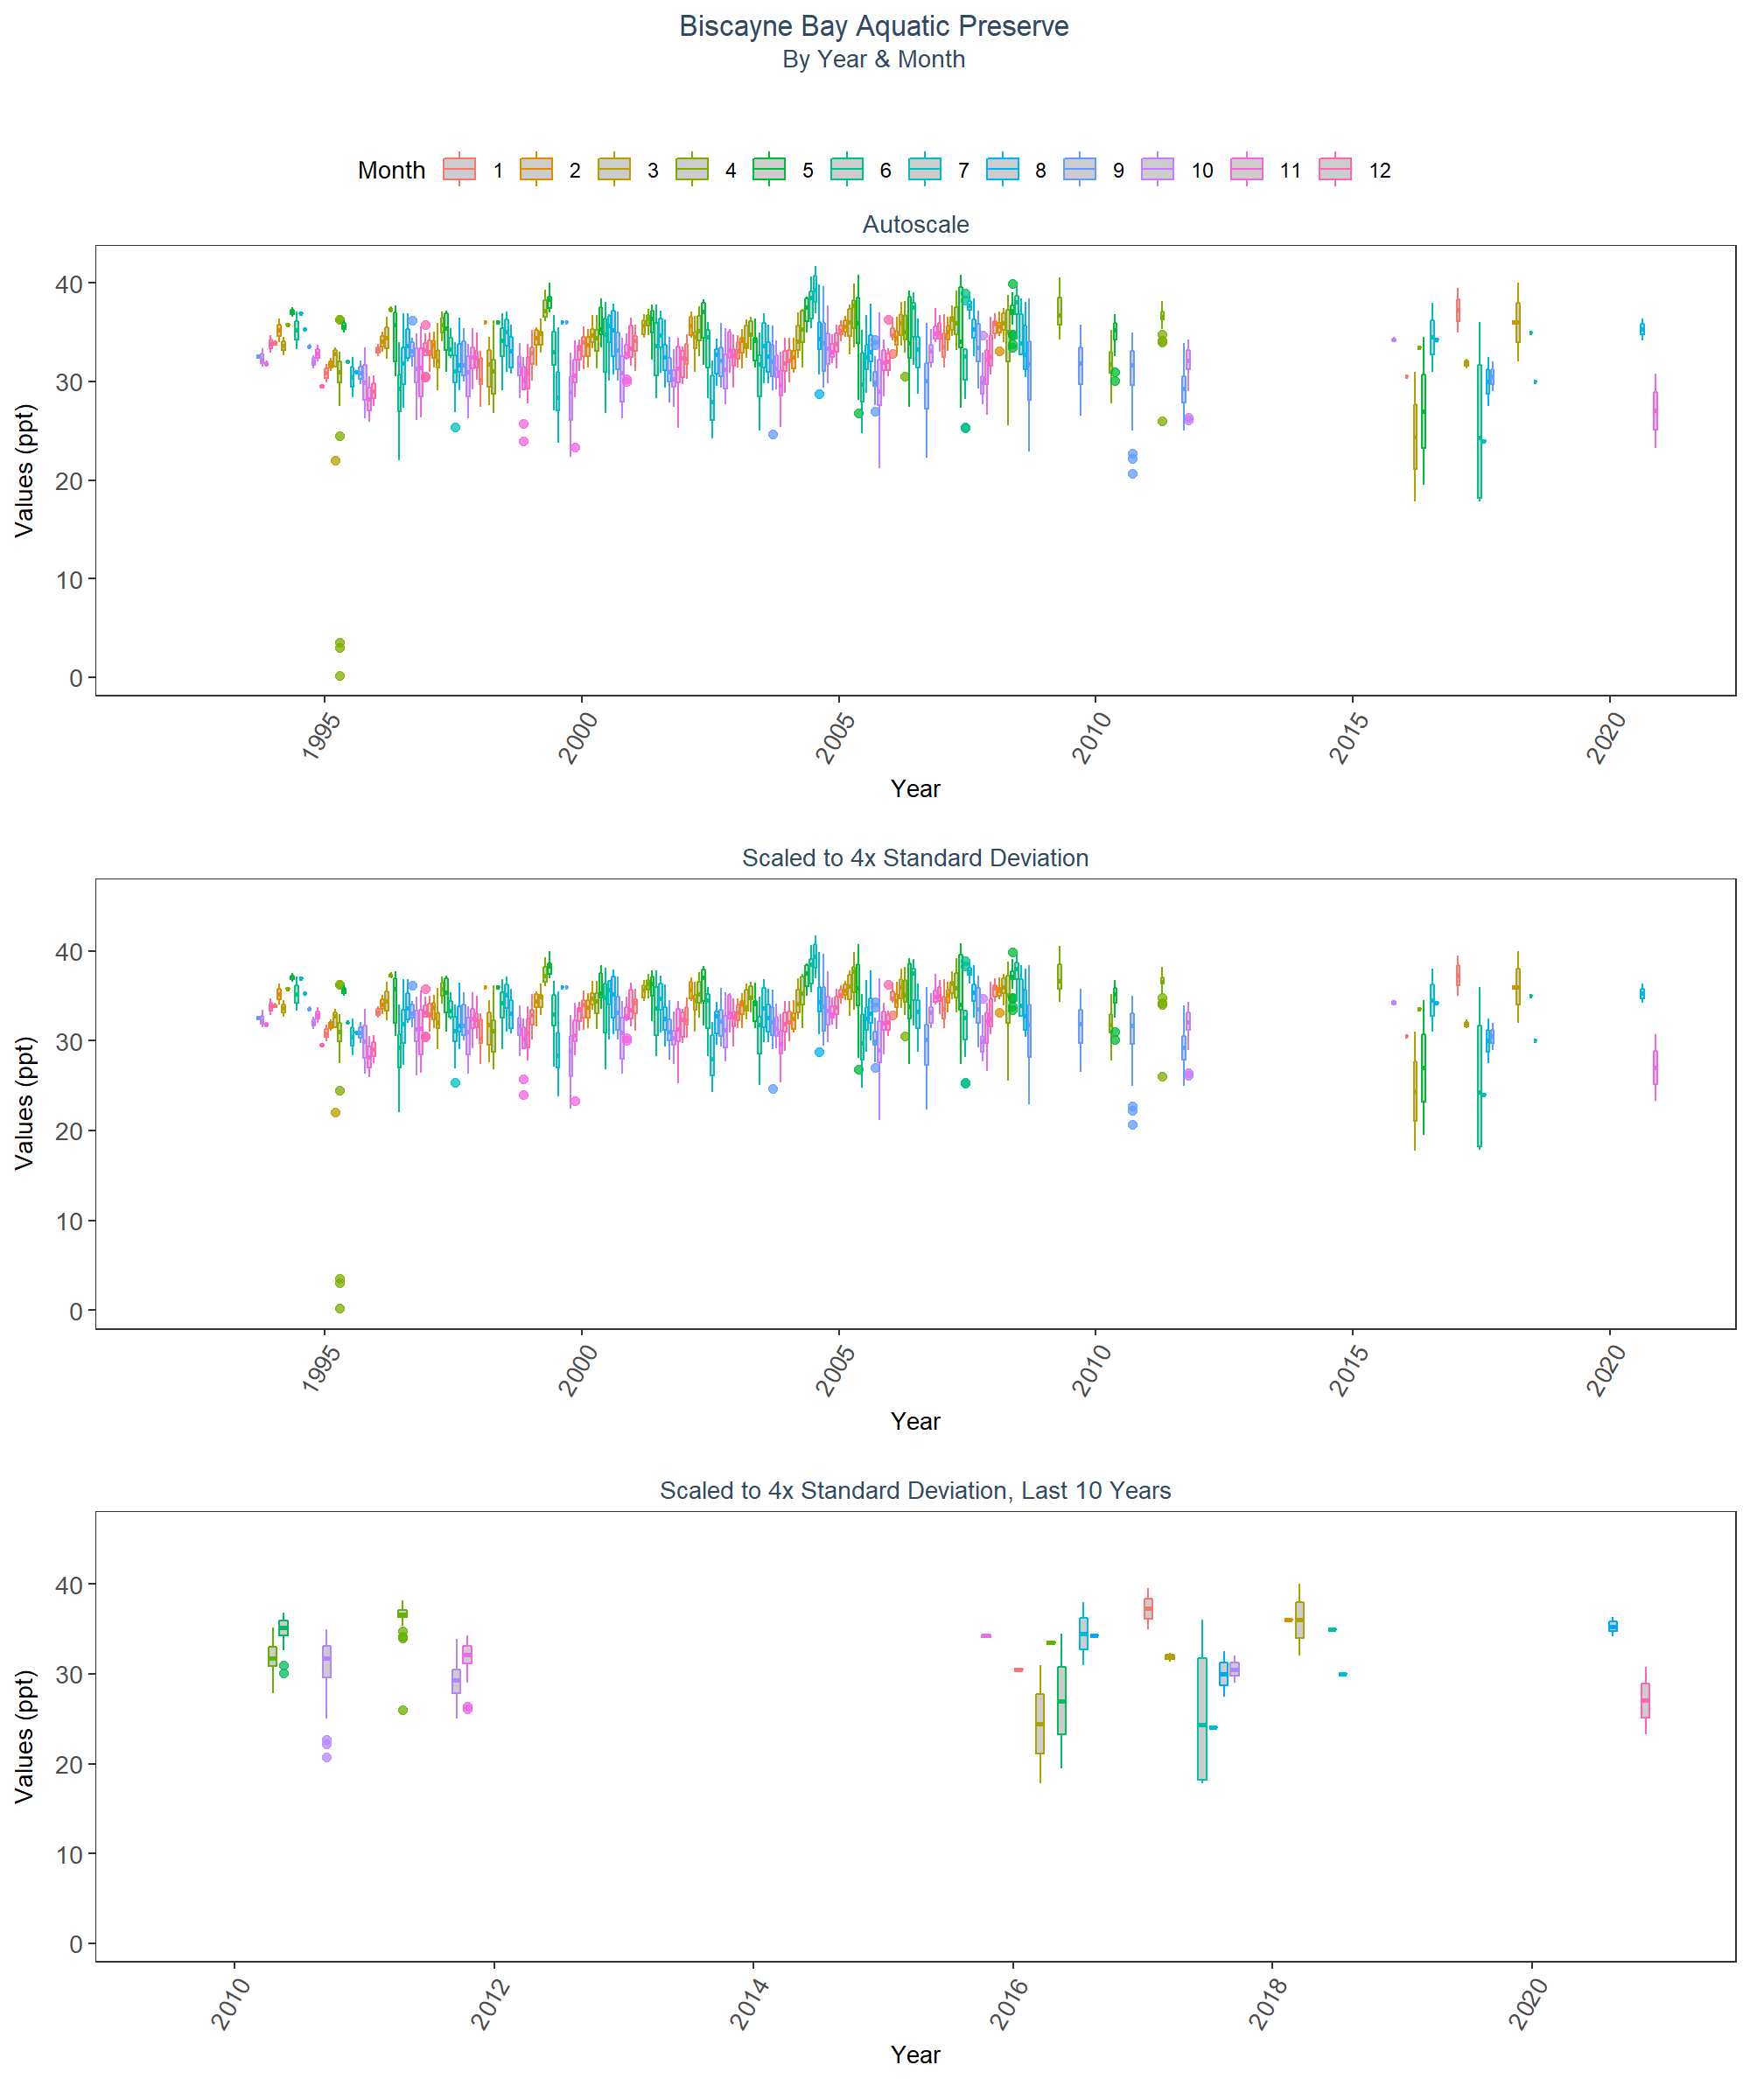 Biscayne Bay Aquatic Preserve
By Year & Month
Month 1 2 3 4 5 6 7 8 9 10 11 12
Autoscale
Values (ppt)
40
30
20
10
0
1995 2000 2005 2010 2015 2020
Year
Scaled to 4x Standard Deviation
Values (ppt)
40
30
20
10
0
1995 2000 2005 2010 2015 2020
Year
Scaled to 4x Standard Deviation, Last 10 Years
Values (ppt)
40
30
20
10
0
2010 2012 2014 2016 2018 2020
Year